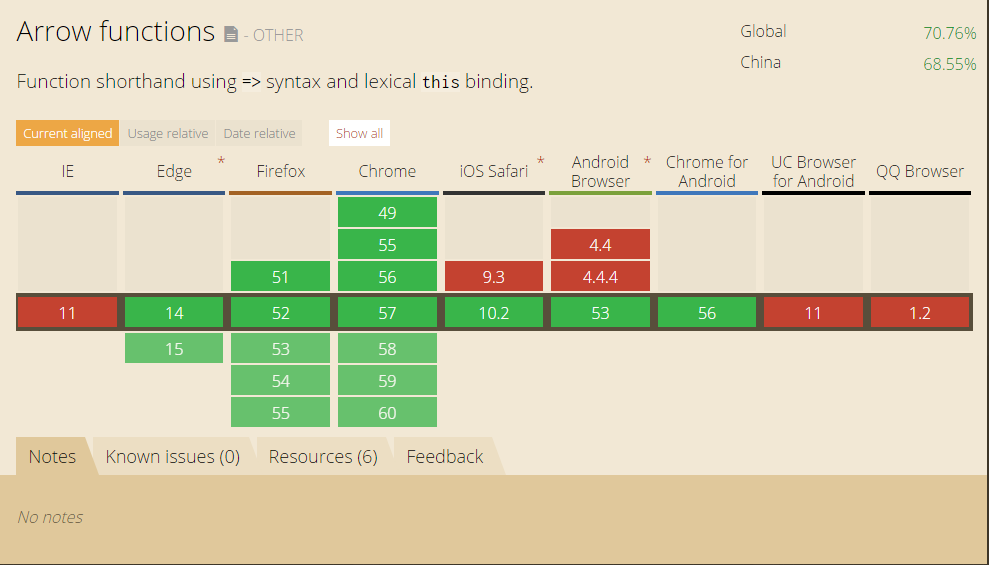 Arrow functions - OTHER
Global 70.76%
China 68.55%
Function shorthand using => syntax and lexical this binding.
Current aligned Usage relative Date relative Show all
IE Edge * Firefox Chrome iOS Safari * Android Browser * Chrome for Android UC Browser for Android QQ Browser
49
55 4.4
51 56 9.3 4.4.4
11 14 52 57 10.2 53 56 11 1.2
15 53 58
54 59
55 60
Notes Known issues (0) Resources (6) Feedback
No notes